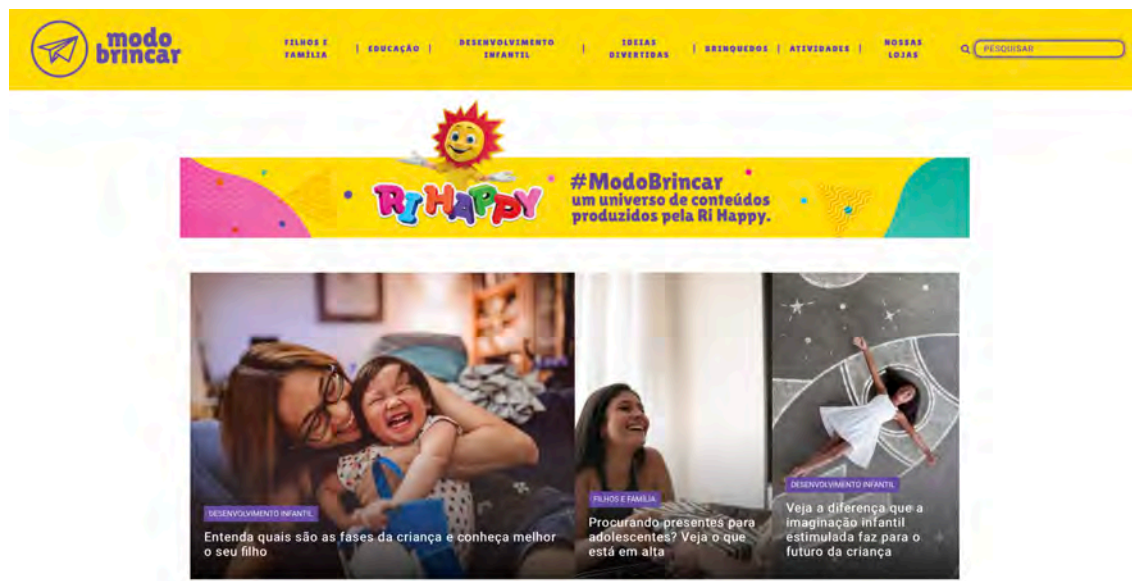 modo
brincar
FILHOS E
FAMÍLIA
| EDUCAÇÃO |
DESENVOLVIMENTO
INFANTIL
|
IDEIAS
DIVERTIDAS
| BRINQUEDOS | ATIVIDADES |
NOSSAS
LOJAS
PESQUISAR
RI HAPPY
#ModoBrincar
um universo de conteúdos
produzidos pela Ri Happy.
DESENVOLVIMENTO INFANTIL
Entenda quais são as fases da criança e conheça melhor
o seu filho
FILHOS E FAMÍLIA
Procurando presentes para
adolescentes? Veja o que
está em alta
DESENVOLVIMENTO INFANTIL
Veja a diferença que a
imaginação infantil
estimulada faz para o
futuro da criança